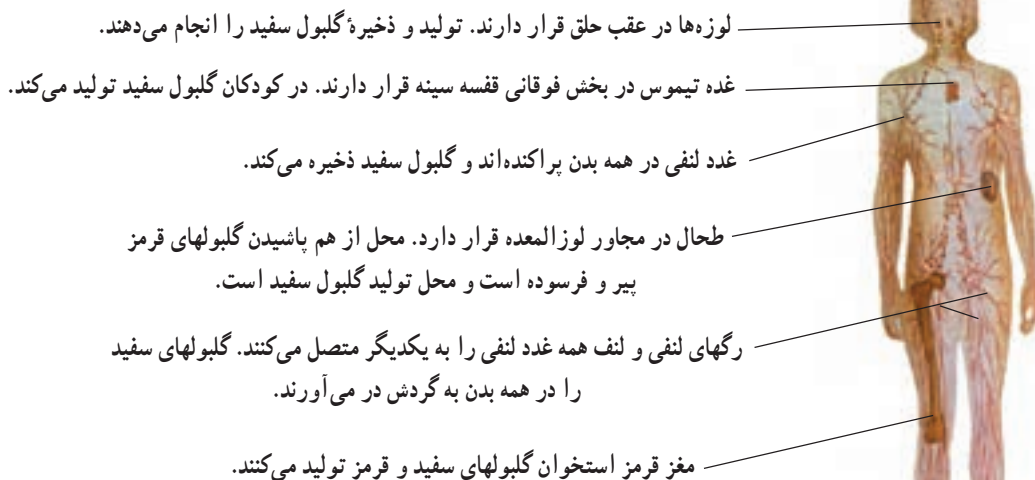 لوزه‌ها در عقب حلق قرار دارند. تولید و ذخیرهٔ گلبول سفید را انجام می‌دهند.
غده تیموس در بخش فوقانی قفسه سینه قرار دارند. در کودکان گلبول سفید تولید می‌کند.
غدد لنفی در همه بدن پراکنده‌اند و گلبول سفید ذخیره می‌کند.
طحال در مجاور لوزالمعده قرار دارد. محل از هم پاشیدن گلبولهای قرمز
پیر و فرسوده است و محل تولید گلبول سفید است.
رگهای لنفی و لنف همه غدد لنفی را به یکدیگر متصل می‌کنند. گلبولهای سفید
را در همه بدن به گردش در می‌آورند.
مغز قرمز استخوان گلبولهای سفید و قرمز تولید می‌کنند.